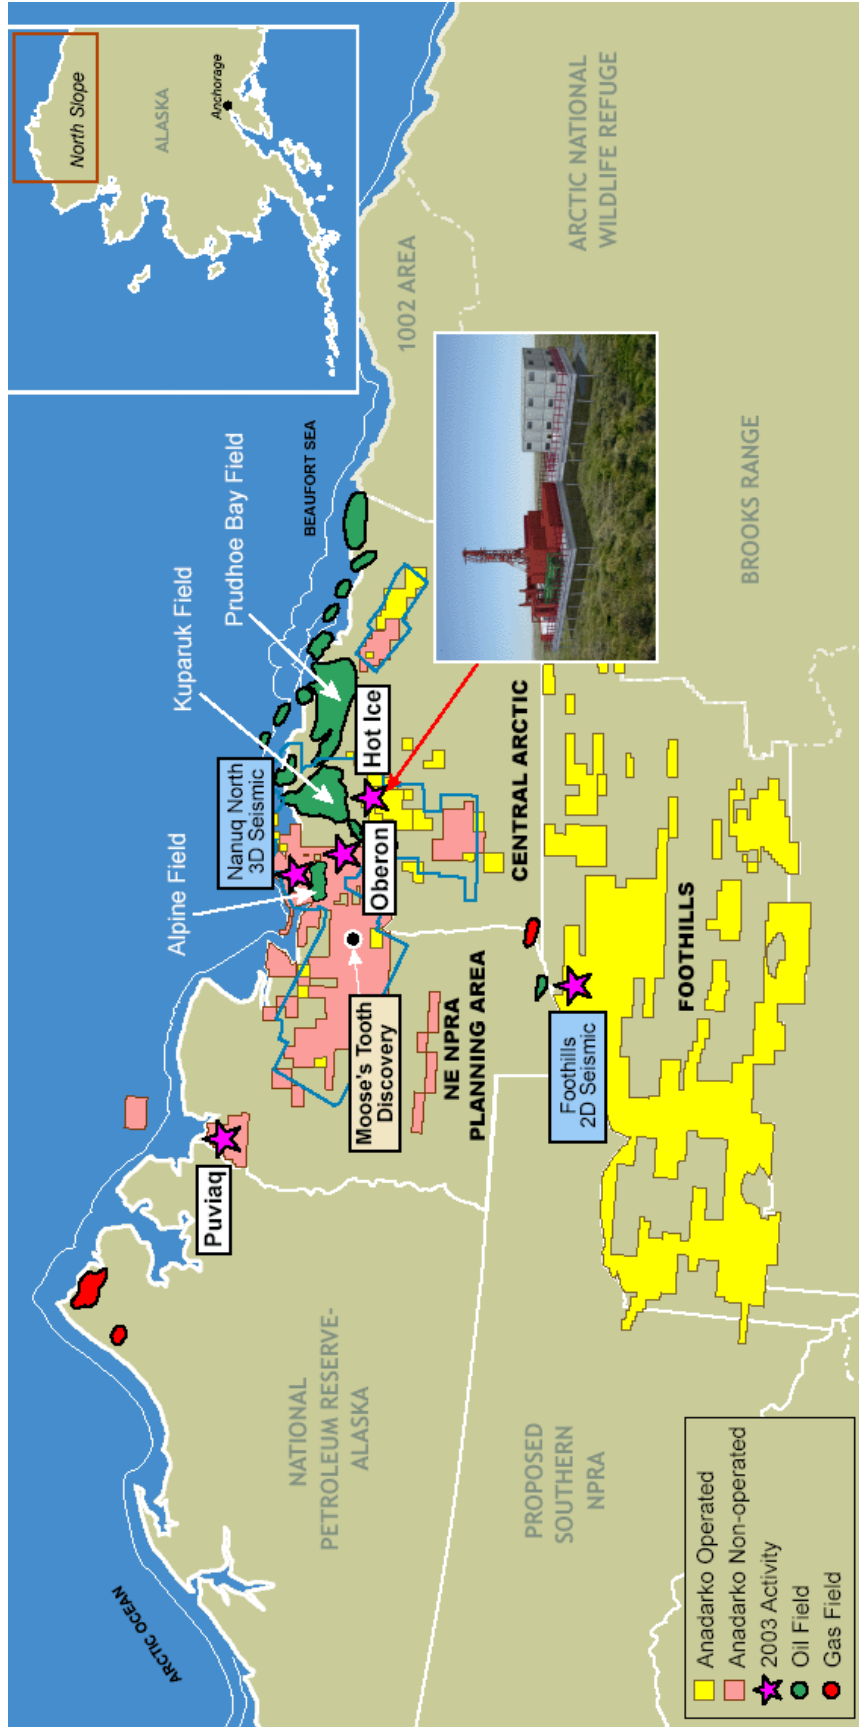 North Slope
ALASKA
Anchorage
ARCTIC OCEAN
BEAUFORT SEA
Alpine Field
Kuparuk Field
Prudhoe Bay Field
Nanuq North
3D Seismic
Puviaq
Moose's Tooth
Discovery
Oberon
Hot Ice
1002 AREA
ARCTIC NATIONAL
WILDLIFE REFUGE
NATIONAL
PETROLEUM RESERVE-
ALASKA
NE NPRA
PLANNING AREA
CENTRAL ARCTIC
PROPOSED
SOUTHERN
NPRA
Foothills
2D Seismic
FOOTHILLS
BROOKS RANGE
Anadarko Operated
Anadarko Non-operated
2003 Activity
Oil Field
Gas Field